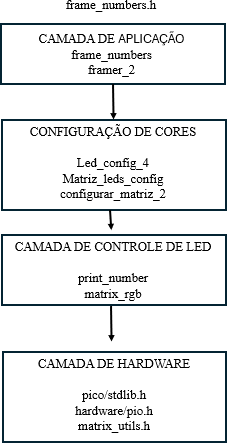 frame_numbers.h
CAMADA DE APLICAÇÃO
frame_numbers
framer_2
CONFIGURAÇÃO DE CORES
Led_config_4
Matriz_leds_config
configurar_matriz_2
CAMADA DE CONTROLE DE LED
print_number
matrix_rgb
CAMADA DE HARDWARE
pico/stdlib.h
hardware/pio.h
matrix_utils.h